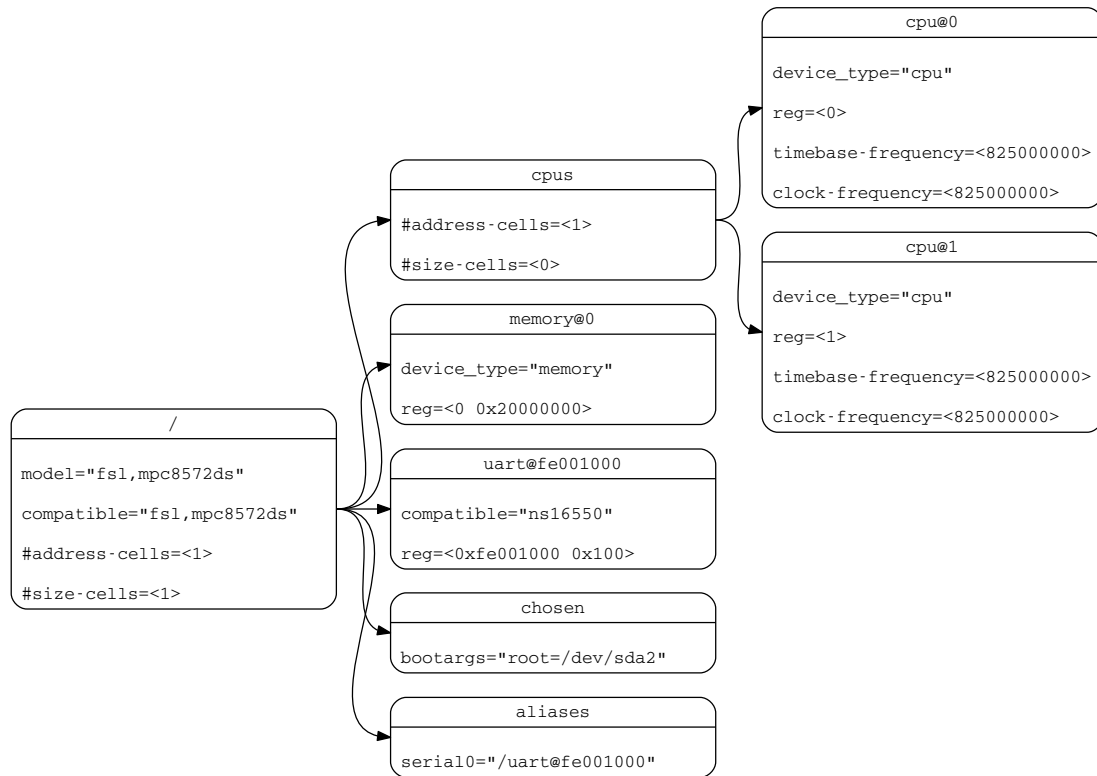 /
model="fsl,mpc8572ds"
compatible="fsl,mpc8572ds"
#address-cells=<1>
#size-cells=<1>
cpus
#address-cells=<1>
#size-cells=<0>
memory@0
device_type="memory"
reg=<0 0x20000000>
uart@fe001000
compatible="ns16550"
reg=<0xfe001000 0x100>
chosen
bootargs="root=/dev/sda2"
aliases
serial0="/uart@fe001000"
cpu@0
device_type="cpu"
reg=<0>
timebase-frequency=<825000000>
clock-frequency=<825000000>
cpu@1
device_type="cpu"
reg=<1>
timebase-frequency=<825000000>
clock-frequency=<825000000>